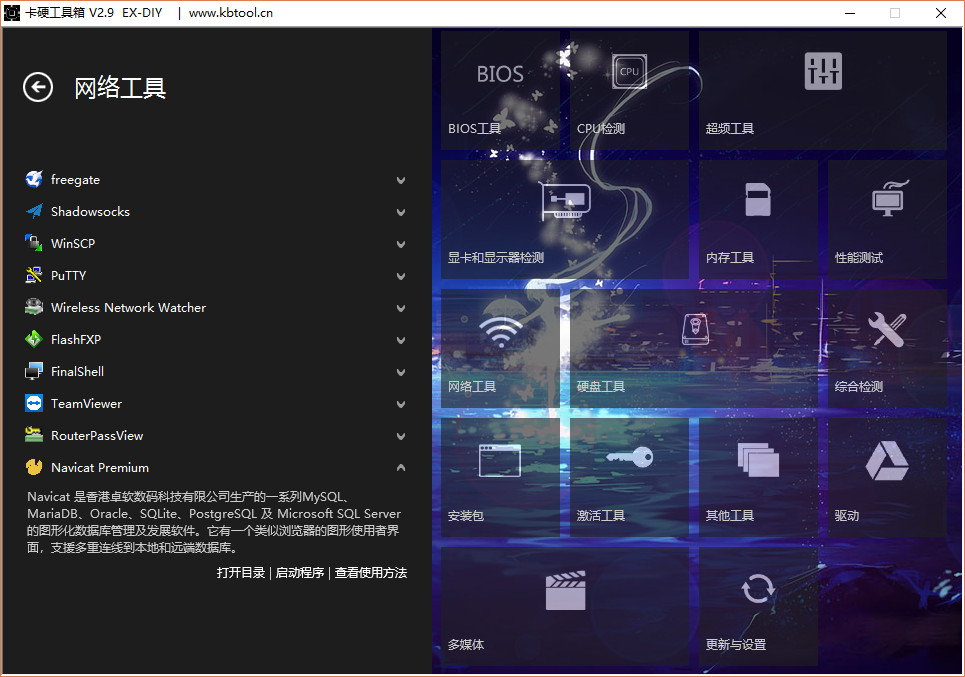 卡硬工具箱 V2.9 EX-DIY | www.kbtool.cn
网络工具
freegate
Shadowsocks
WinSCP
PuTTY
Wireless Network Watcher
FlashFXP
FinalShell
TeamViewer
RouterPassView
Navicat Premium
Navicat 是香港卓软数码科技有限公司生产的一系列MySQL、
MariaDB、Oracle、SQLite、PostgreSQL 及 Microsoft SQL Server
的图形化数据库管理及发展软件。它有一个类似浏览器的图形使用者界
面，支援多重连线到本地和远端数据库。
打开目录 | 启动程序 | 查看使用方法
BIOS
CPU
BIOS工具
CPU检测
超频工具
显卡和显示器检测
内存工具
性能测试
网络工具
硬盘工具
综合检测
安装包
激活工具
其他工具
驱动
多媒体
更新与设置